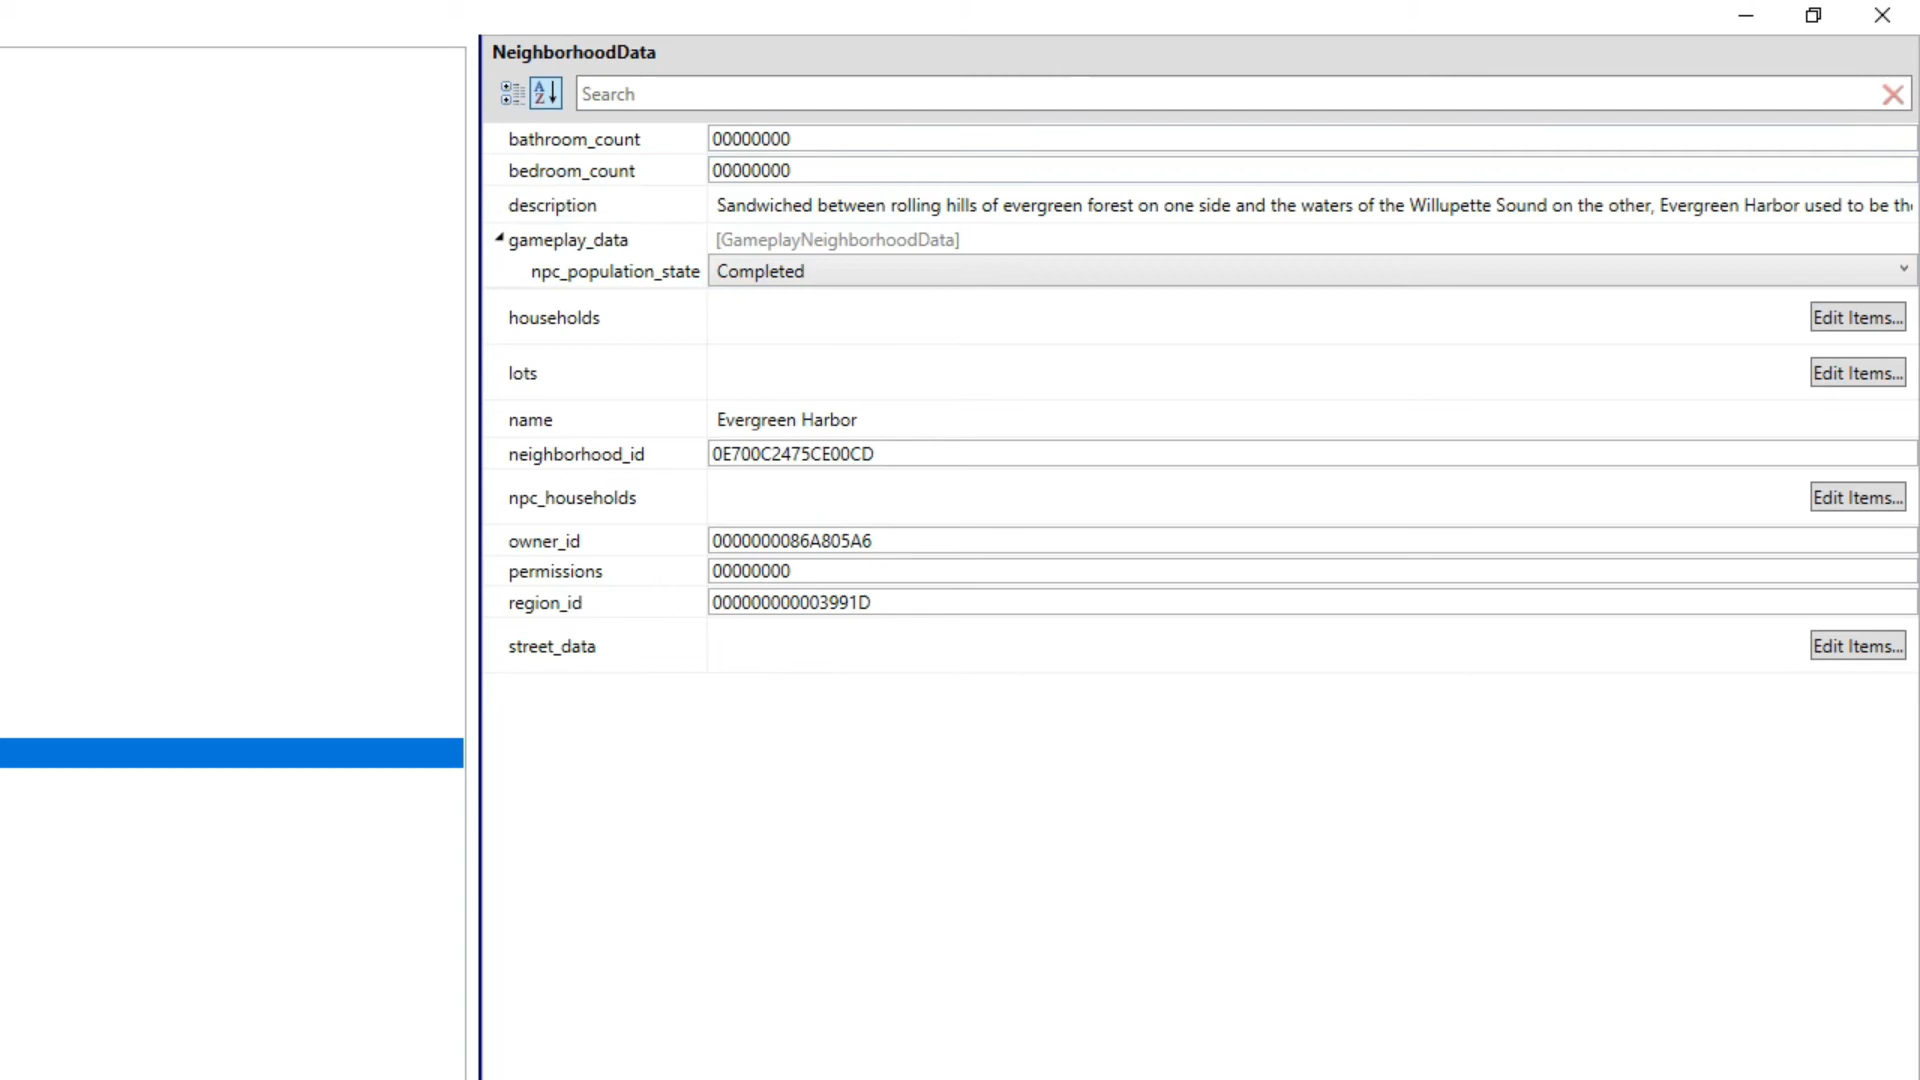 NeighborhoodData
Search
bathroom_count 00000000
bedroom_count 00000000
description Sandwiched between rolling hills of evergreen forest on one side and the waters of the Willupette Sound on the other, Evergreen Harbor used to be the
gameplay_data [GameplayNeighborhoodData]
npc_population_state Completed
households Edit Items...
lots Edit Items...
name Evergreen Harbor
neighborhood_id 0E700C2475CE00CD
npc_households Edit Items...
owner_id 0000000086A805A6
permissions 00000000
region_id 000000000003991D
street_data Edit Items...